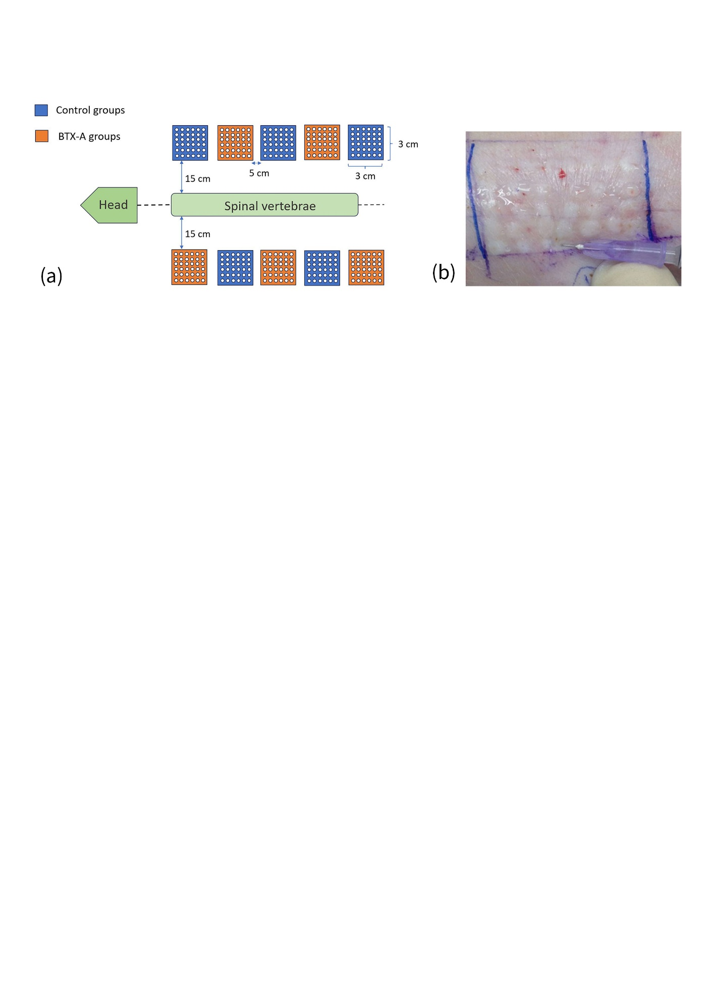 Control groups
BTX-A groups
3 cm
5 cm
3 cm
15 cm
Head
Spinal vertebrae
15 cm
(a)
(b)